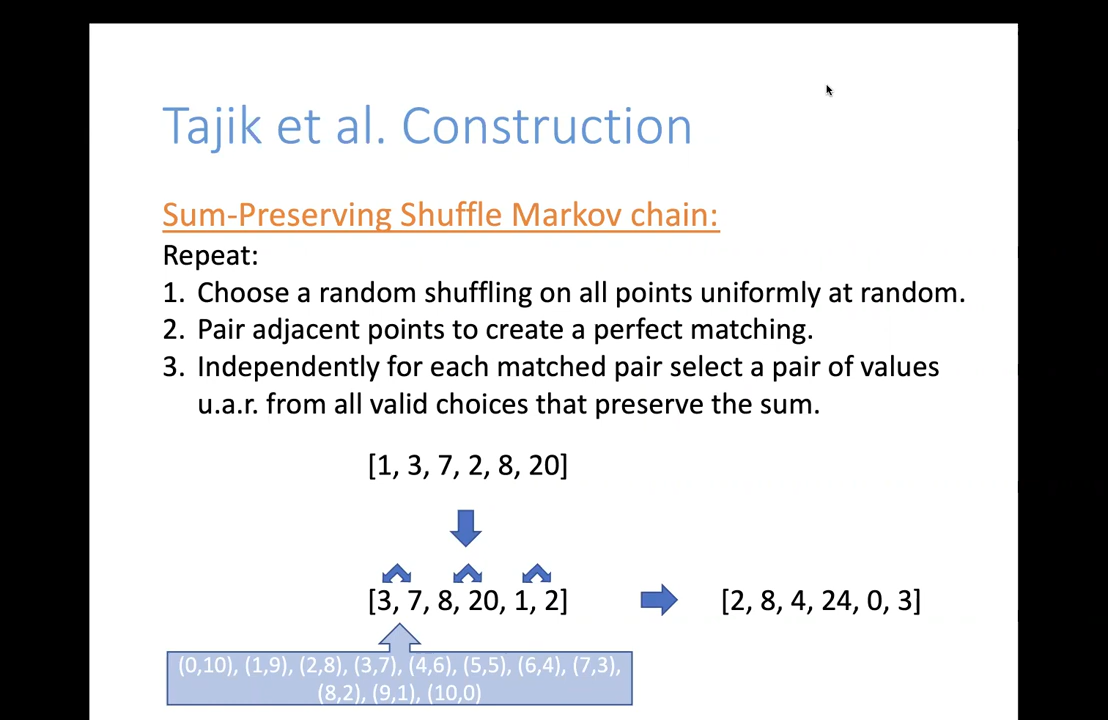 Tajik et al. Construction
Sum-Preserving Shuffle Markov chain:
Repeat:
1. Choose a random shuffling on all points uniformly at random.
2. Pair adjacent points to create a perfect matching.
3. Independently for each matched pair select a pair of values
u.a.r. from all valid choices that preserve the sum.
[1, 3, 7, 2, 8, 20]
[3, 7, 8, 20, 1, 2]
[2, 8, 4, 24, 0, 3]
(0,10), (1,9), (2,8), (3,7), (4,6), (5,5), (6,4), (7,3),
(8,2), (9,1), (10,0)